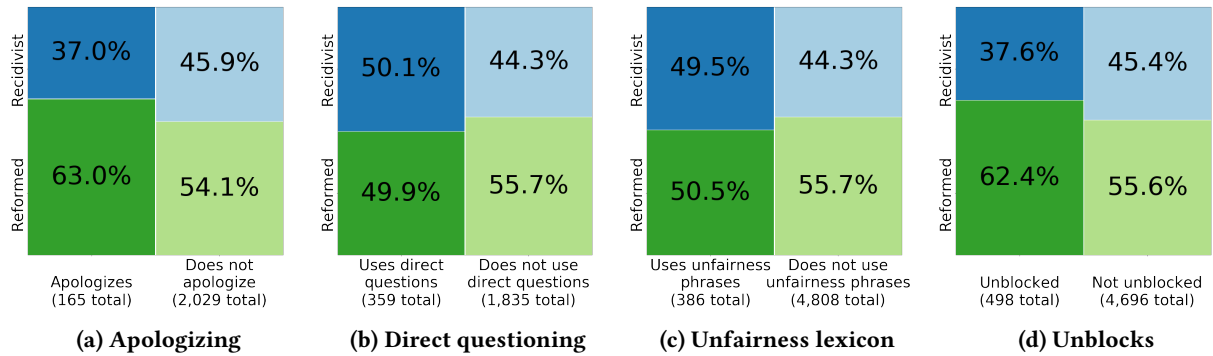 Recidivist
Reformed
37.0%
45.9%
63.0%
54.1%
Apologizes
(165 total)
Does not
apologize
(2,029 total)
(a) Apologizing
Recidivist
Reformed
50.1%
44.3%
49.9%
55.7%
Uses direct
questions
(359 total)
Does not use
direct questions
(1,835 total)
(b) Direct questioning
Recidivist
Reformed
49.5%
44.3%
50.5%
55.7%
Uses unfairness
phrases
(386 total)
Does not use
unfairness phrases
(4,808 total)
(c) Unfairness lexicon
Recidivist
Reformed
37.6%
45.4%
62.4%
55.6%
Unblocked
(498 total)
Not unblocked
(4,696 total)
(d) Unblocks